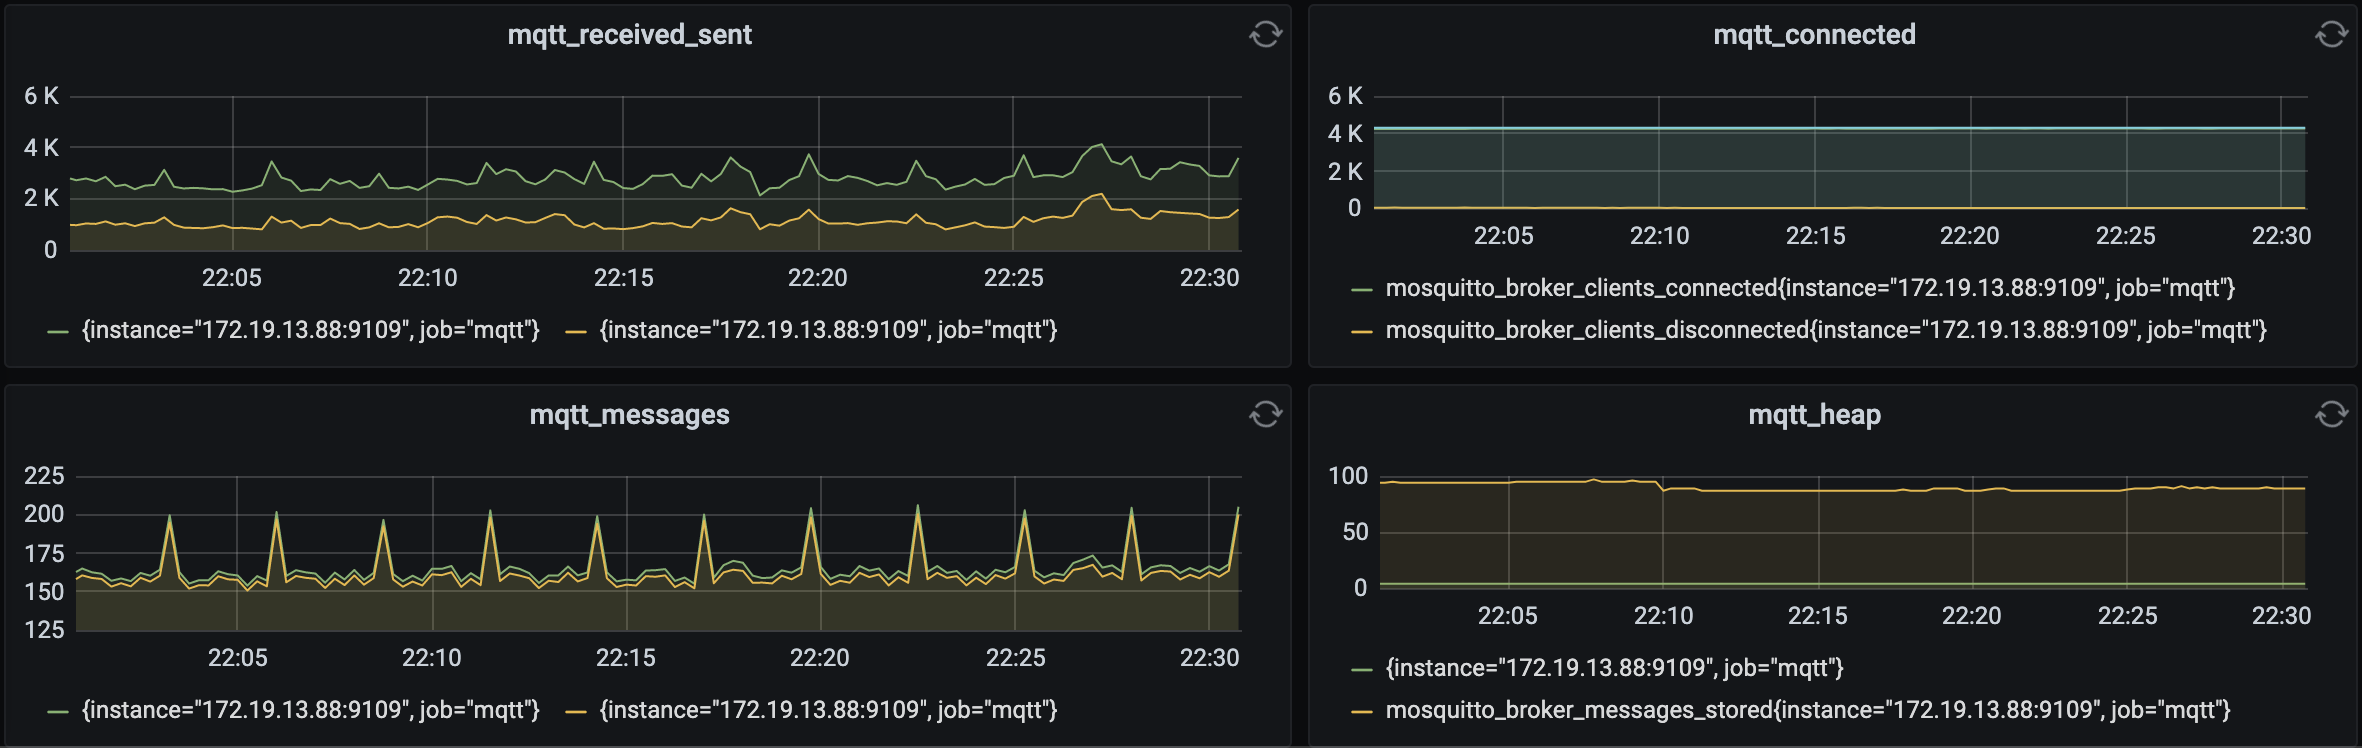 mqtt_received_sent
6 K
4 K
2 K
0
22:05 22:10 22:15 22:20 22:25 22:30
{instance="172.19.13.88:9109", job="mqtt"} {instance="172.19.13.88:9109", job="mqtt"}
mqtt_connected
6 K
4 K
2 K
0
22:05 22:10 22:15 22:20 22:25 22:30
mosquitto_broker_clients_connected{instance="172.19.13.88:9109", job="mqtt"}
mosquitto_broker_clients_disconnected{instance="172.19.13.88:9109", job="mqtt"}
mqtt_messages
225
200
175
150
125
22:05 22:10 22:15 22:20 22:25 22:30
{instance="172.19.13.88:9109", job="mqtt"} {instance="172.19.13.88:9109", job="mqtt"}
mqtt_heap
100
50
0
22:05 22:10 22:15 22:20 22:25 22:30
{instance="172.19.13.88:9109", job="mqtt"}
mosquitto_broker_messages_stored{instance="172.19.13.88:9109", job="mqtt"}